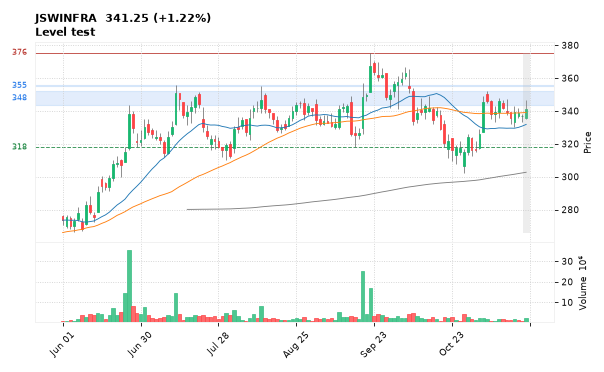 JSWINFRA 341.25 (+1.22%)
Level test
376
355
348
318
380
360
340
320
300
280
Price
30
20
10
Volume 10⁶
Jun 01
Jun 30
Jul 28
Aug 25
Sep 23
Oct 23